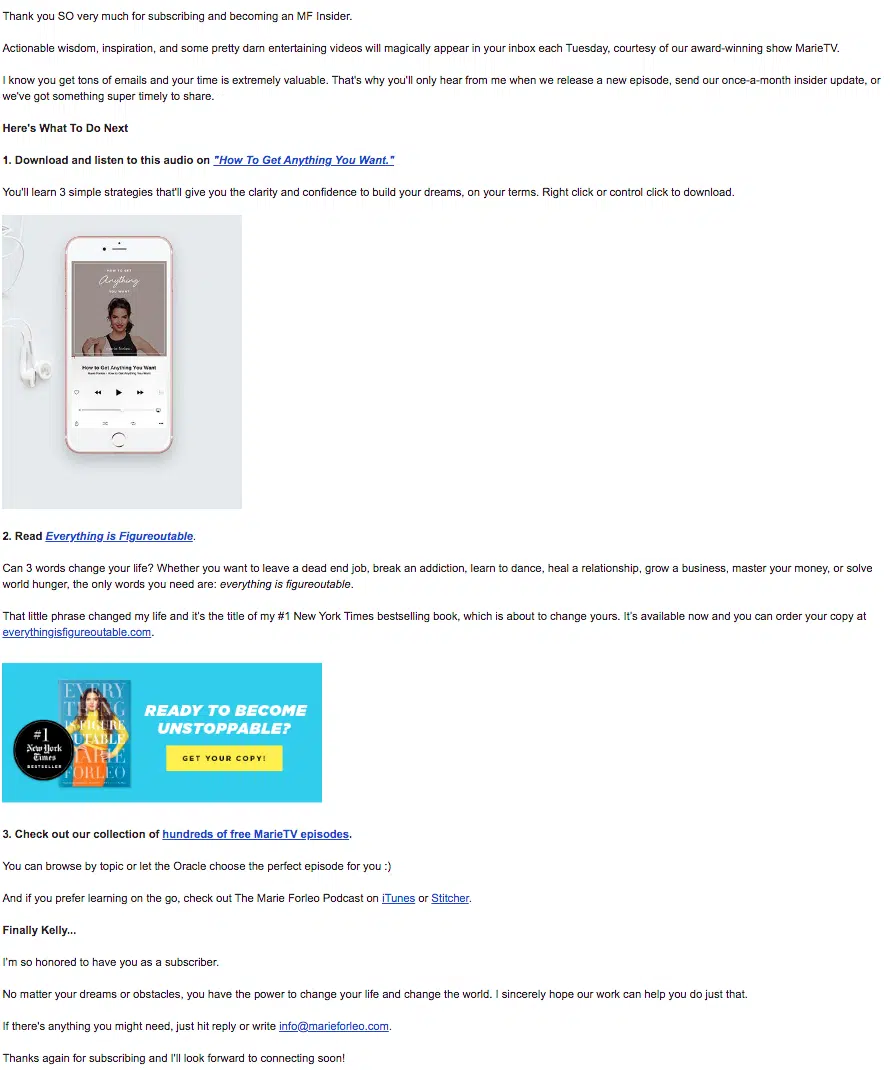 Thank you SO very much for subscribing and becoming an MF Insider.
Actionable wisdom, inspiration, and some pretty darn entertaining videos will magically appear in your inbox each Tuesday, courtesy of our award-winning show MarieTV.
I know you get tons of emails and your time is extremely valuable. That's why you'll only hear from me when we release a new episode, send our once-a-month insider update, or
we've got something super timely to share.
Here's What To Do Next
1. Download and listen to this audio on "How To Get Anything You Want."
You'll learn 3 simple strategies that'll give you the clarity and confidence to build your dreams, on your terms. Right click or control click to download.
HOW TO GET
Anything
YOU WANT
Marie Forleo
How to Get Anything You Want
2. Read Everything is Figureoutable.
Can 3 words change your life? Whether you want to leave a dead end job, break an addiction, learn to dance, heal a relationship, grow a business, master your money, or solve
world hunger, the only words you need are: everything is figureoutable.
That little phrase changed my life and it's the title of my #1 New York Times bestselling book, which is about to change yours. It's available now and you can order your copy at
everythingisfigureoutable.com.
EVERY
THING
IS FIGURE
OUTABLE
MARIE
FORLEO
#1
New York
Times
BESTSELLER
READY TO BECOME
UNSTOPPABLE?
GET YOUR COPY!
3. Check out our collection of hundreds of free MarieTV episodes.
You can browse by topic or let the Oracle choose the perfect episode for you :)
And if you prefer learning on the go, check out The Marie Forleo Podcast on iTunes or Stitcher.
Finally Kelly...
I'm so honored to have you as a subscriber.
No matter your dreams or obstacles, you have the power to change your life and change the world. I sincerely hope our work can help you do just that.
If there's anything you might need, just hit reply or write info@marieforleo.com.
Thanks again for subscribing and I'll look forward to connecting soon!